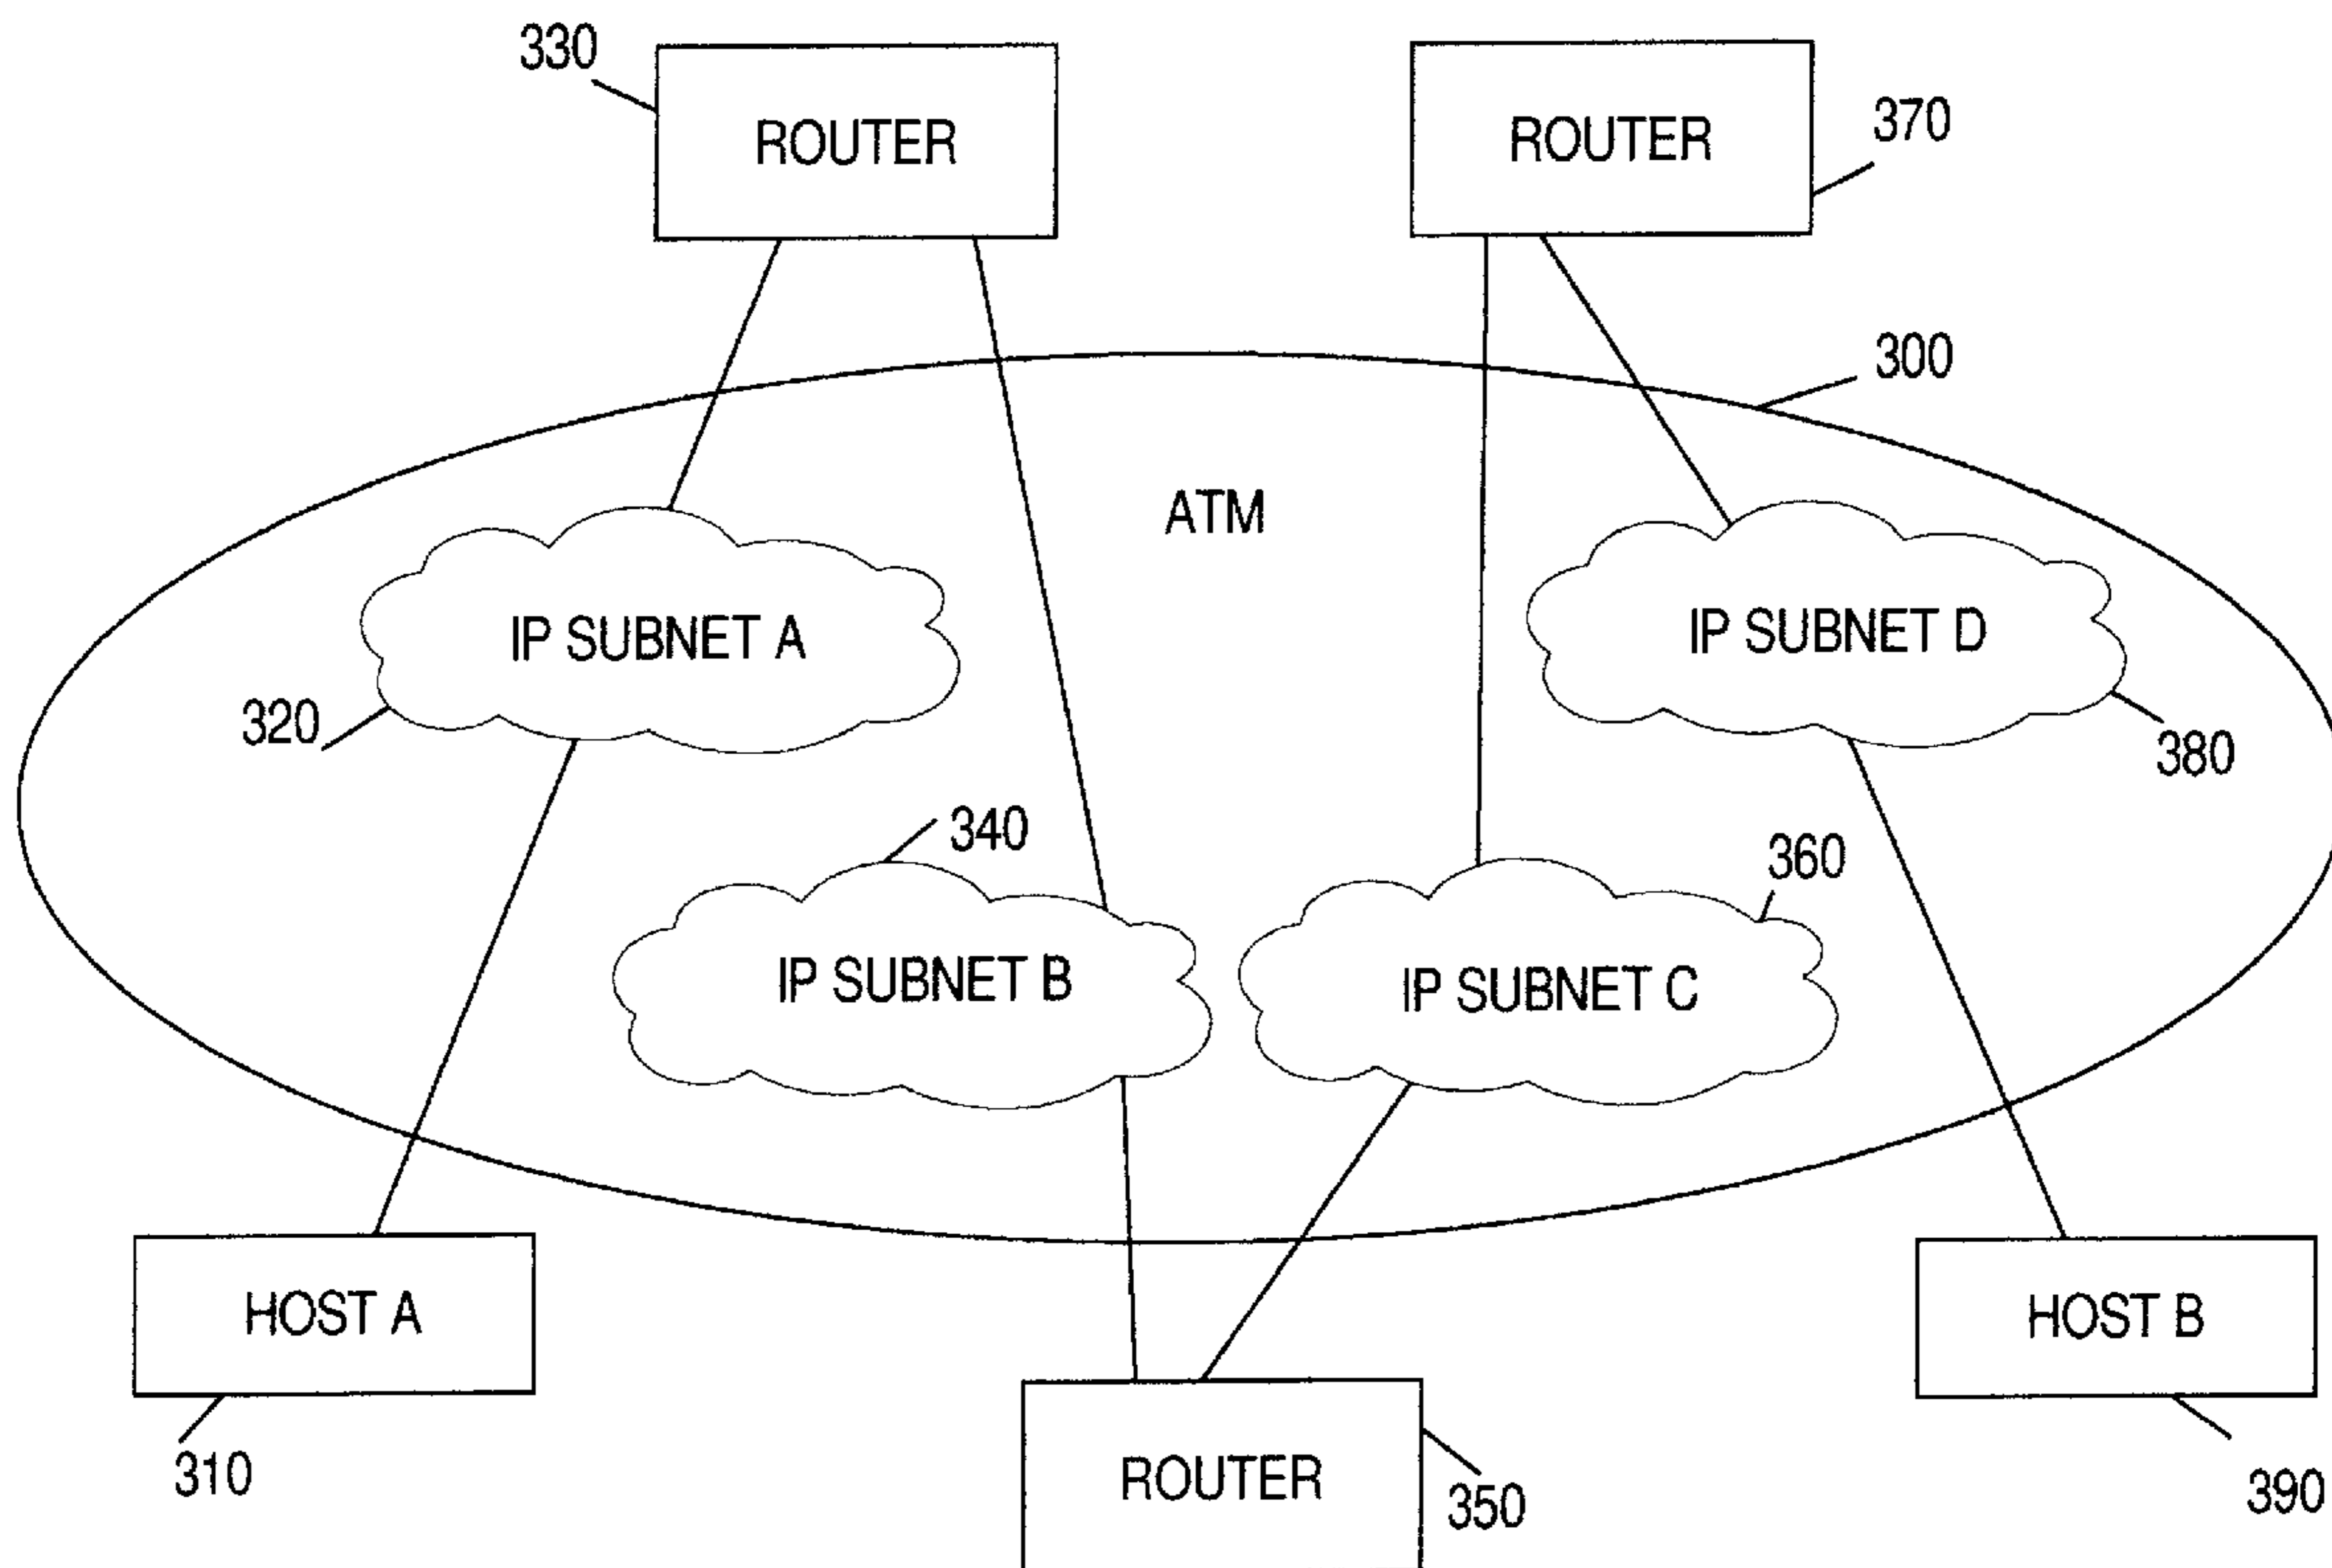 330
ROUTER
ROUTER
370
300
ATM
IP SUBNET A
IP SUBNET D
320
380
340
360
IP SUBNET B
IP SUBNET C
HOST A
HOST B
310
ROUTER
350
390